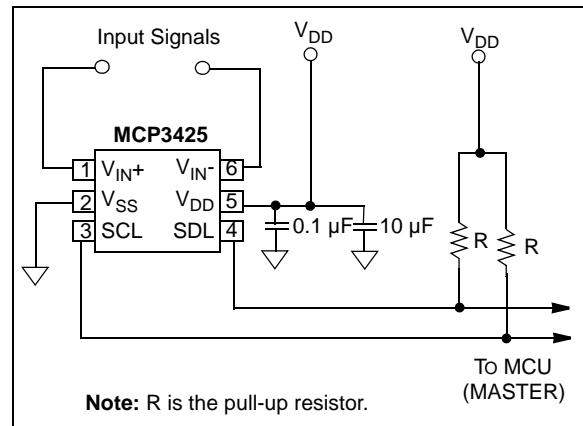 Input Signals
VDD
VDD
MCP3425
1 VIN+ VIN- 6
2 VSS VDD 5
3 SCL SDL 4
0.1 µF
10 µF
R
R
To MCU
(MASTER)
Note: R is the pull-up resistor.